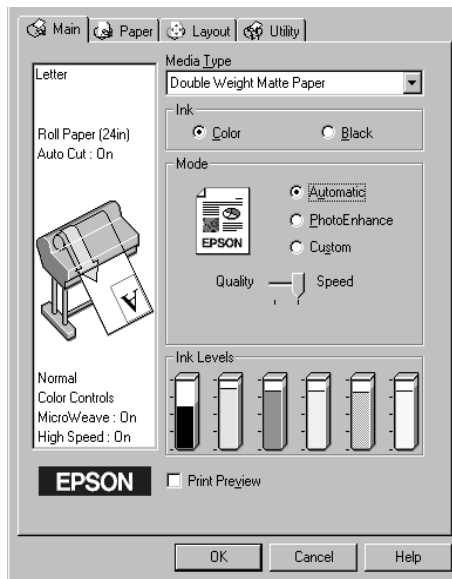 Main Paper Layout Utility
Letter
Roll Paper (24in)
Auto Cut : On
A
Normal
Color Controls
MicroWeave : On
High Speed : On
EPSON
Media Type
Double Weight Matte Paper
Ink
Color Black
Mode
EPSON
Automatic
PhotoEnhance
Custom
Quality Speed
Ink Levels
Print Preview
OK Cancel Help